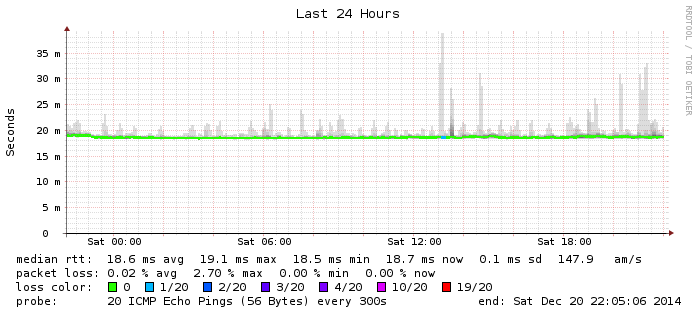 Last 24 Hours
RRDTOOL / TOBI OETIKER
Seconds
35 m
30 m
25 m
20 m
15 m
10 m
5 m
0
Sat 00:00 Sat 06:00 Sat 12:00 Sat 18:00
median rtt: 18.6 ms avg 19.1 ms max 18.5 ms min 18.7 ms now 0.1 ms sd 147.9 am/s
packet loss: 0.02 % avg 2.70 % max 0.00 % min 0.00 % now
loss color: 0 1/20 2/20 3/20 4/20 10/20 19/20
probe: 20 ICMP Echo Pings (56 Bytes) every 300s end: Sat Dec 20 22:05:06 2014